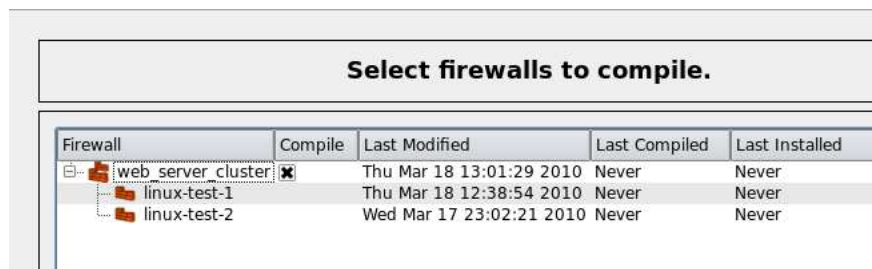 Select firewalls to compile.
Firewall Compile Last Modified Last Compiled Last Installed
web_server_cluster Thu Mar 18 13:01:29 2010 Never Never
linux-test-1 Thu Mar 18 12:38:54 2010 Never Never
linux-test-2 Wed Mar 17 23:02:21 2010 Never Never